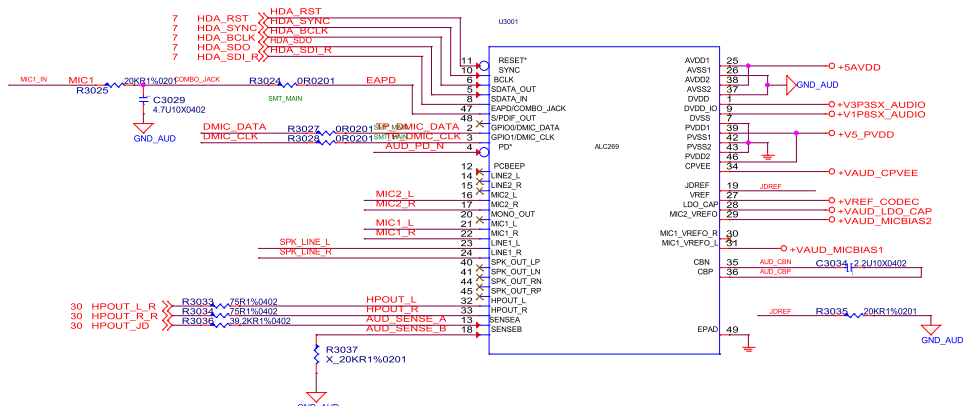 U3001
7 HDA_RST HDA_RST
7 HDA_SYNC HDA_SYNC
7 HDA_BCLK HDA_BCLK
7 HDA_SDO HDA_SDO
7 HDA_SDI_R HDA_SDI_R
MIC1_IN MIC1 20KR1%0201 COMBO_JACK R3024 0R0201 EAPD
R3025
SMT_MAIN
C3029
4.7U10X0402
GND_AUD
DMIC_DATA R3027 0R0201 TP_DMIC_DATA
DMIC_CLK R3028 0R0201 TP_DMIC_CLK
AUD_PD_N
MIC2_L
MIC2_R
MIC1_L
MIC1_R
SPK_LINE_L
SPK_LINE_R
30 HPOUT_L_R R3033 75R1%0402 HPOUT_L
30 HPOUT_R_R R3034 75R1%0402 HPOUT_R
30 HPOUT_JD R3036 39,2KR1%0402 AUD_SENSE_A
AUD_SENSE_B
R3037
X_20KR1%0201
GND_AUD
11 RESET*
10 SYNC
6 BCLK
5 SDATA_OUT
8 SDATA_IN
47 EAPD/COMBO_JACK
48 S/PDIF_OUT
2 GPIO0/DMIC_DATA
3 GPIO1/DMIC_CLK
4 PD*
12 PCBEEP
14 LINE2_L
15 LINE2_R
16 MIC2_L
17 MIC2_R
20 MONO_OUT
21 MIC1_L
22 MIC1_R
23 LINE1_L
24 LINE1_R
40 SPK_OUT_LP
41 SPK_OUT_LN
44 SPK_OUT_RN
45 SPK_OUT_RP
32 HPOUT_L
33 HPOUT_R
13 SENSEA
18 SENSEB
ALC269
AVDD1 25 +5AVDD
AVSS1 26
AVDD2 38 GND_AUD
AVSS2 37
DVDD 1 +V3P3SX_AUDIO
DVDD_IO 9 +V1P8SX_AUDIO
DVSS 7
PVDD1 39 +V5_PVDD
PVSS1 42
PVSS2 43
PVDD2 46
CPVEE 34 +VAUD_CPVEE
JDREF 19 JDREF
VREF 27 +VREF_CODEC
LDO_CAP 28 +VAUD_LDO_CAP
MIC2_VREFO 29 +VAUD_MICBIAS2
MIC1_VREFO_R 30
MIC1_VREFO_L 31 +VAUD_MICBIAS1
CBN 35 AUD_CBN C3034 2.2U10X0402
CBP 36 AUD_CBP
JDREF R3035 20KR1%0201
GND_AUD
EPAD 49